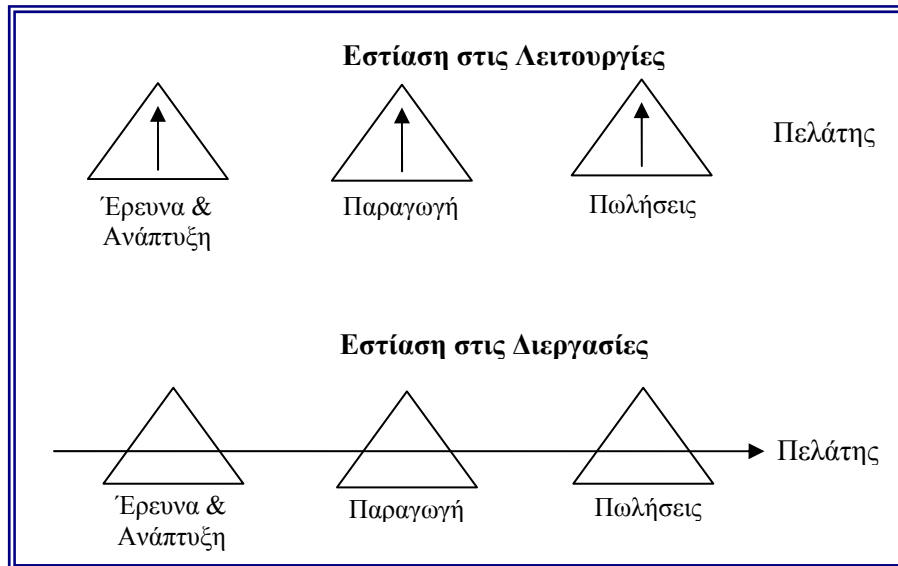 Εστίαση στις Λειτουργίες
Πελάτης
Έρευνα &
Ανάπτυξη
Παραγωγή
Πωλήσεις
Εστίαση στις Διεργασίες
Πελάτης
Έρευνα &
Ανάπτυξη
Παραγωγή
Πωλήσεις